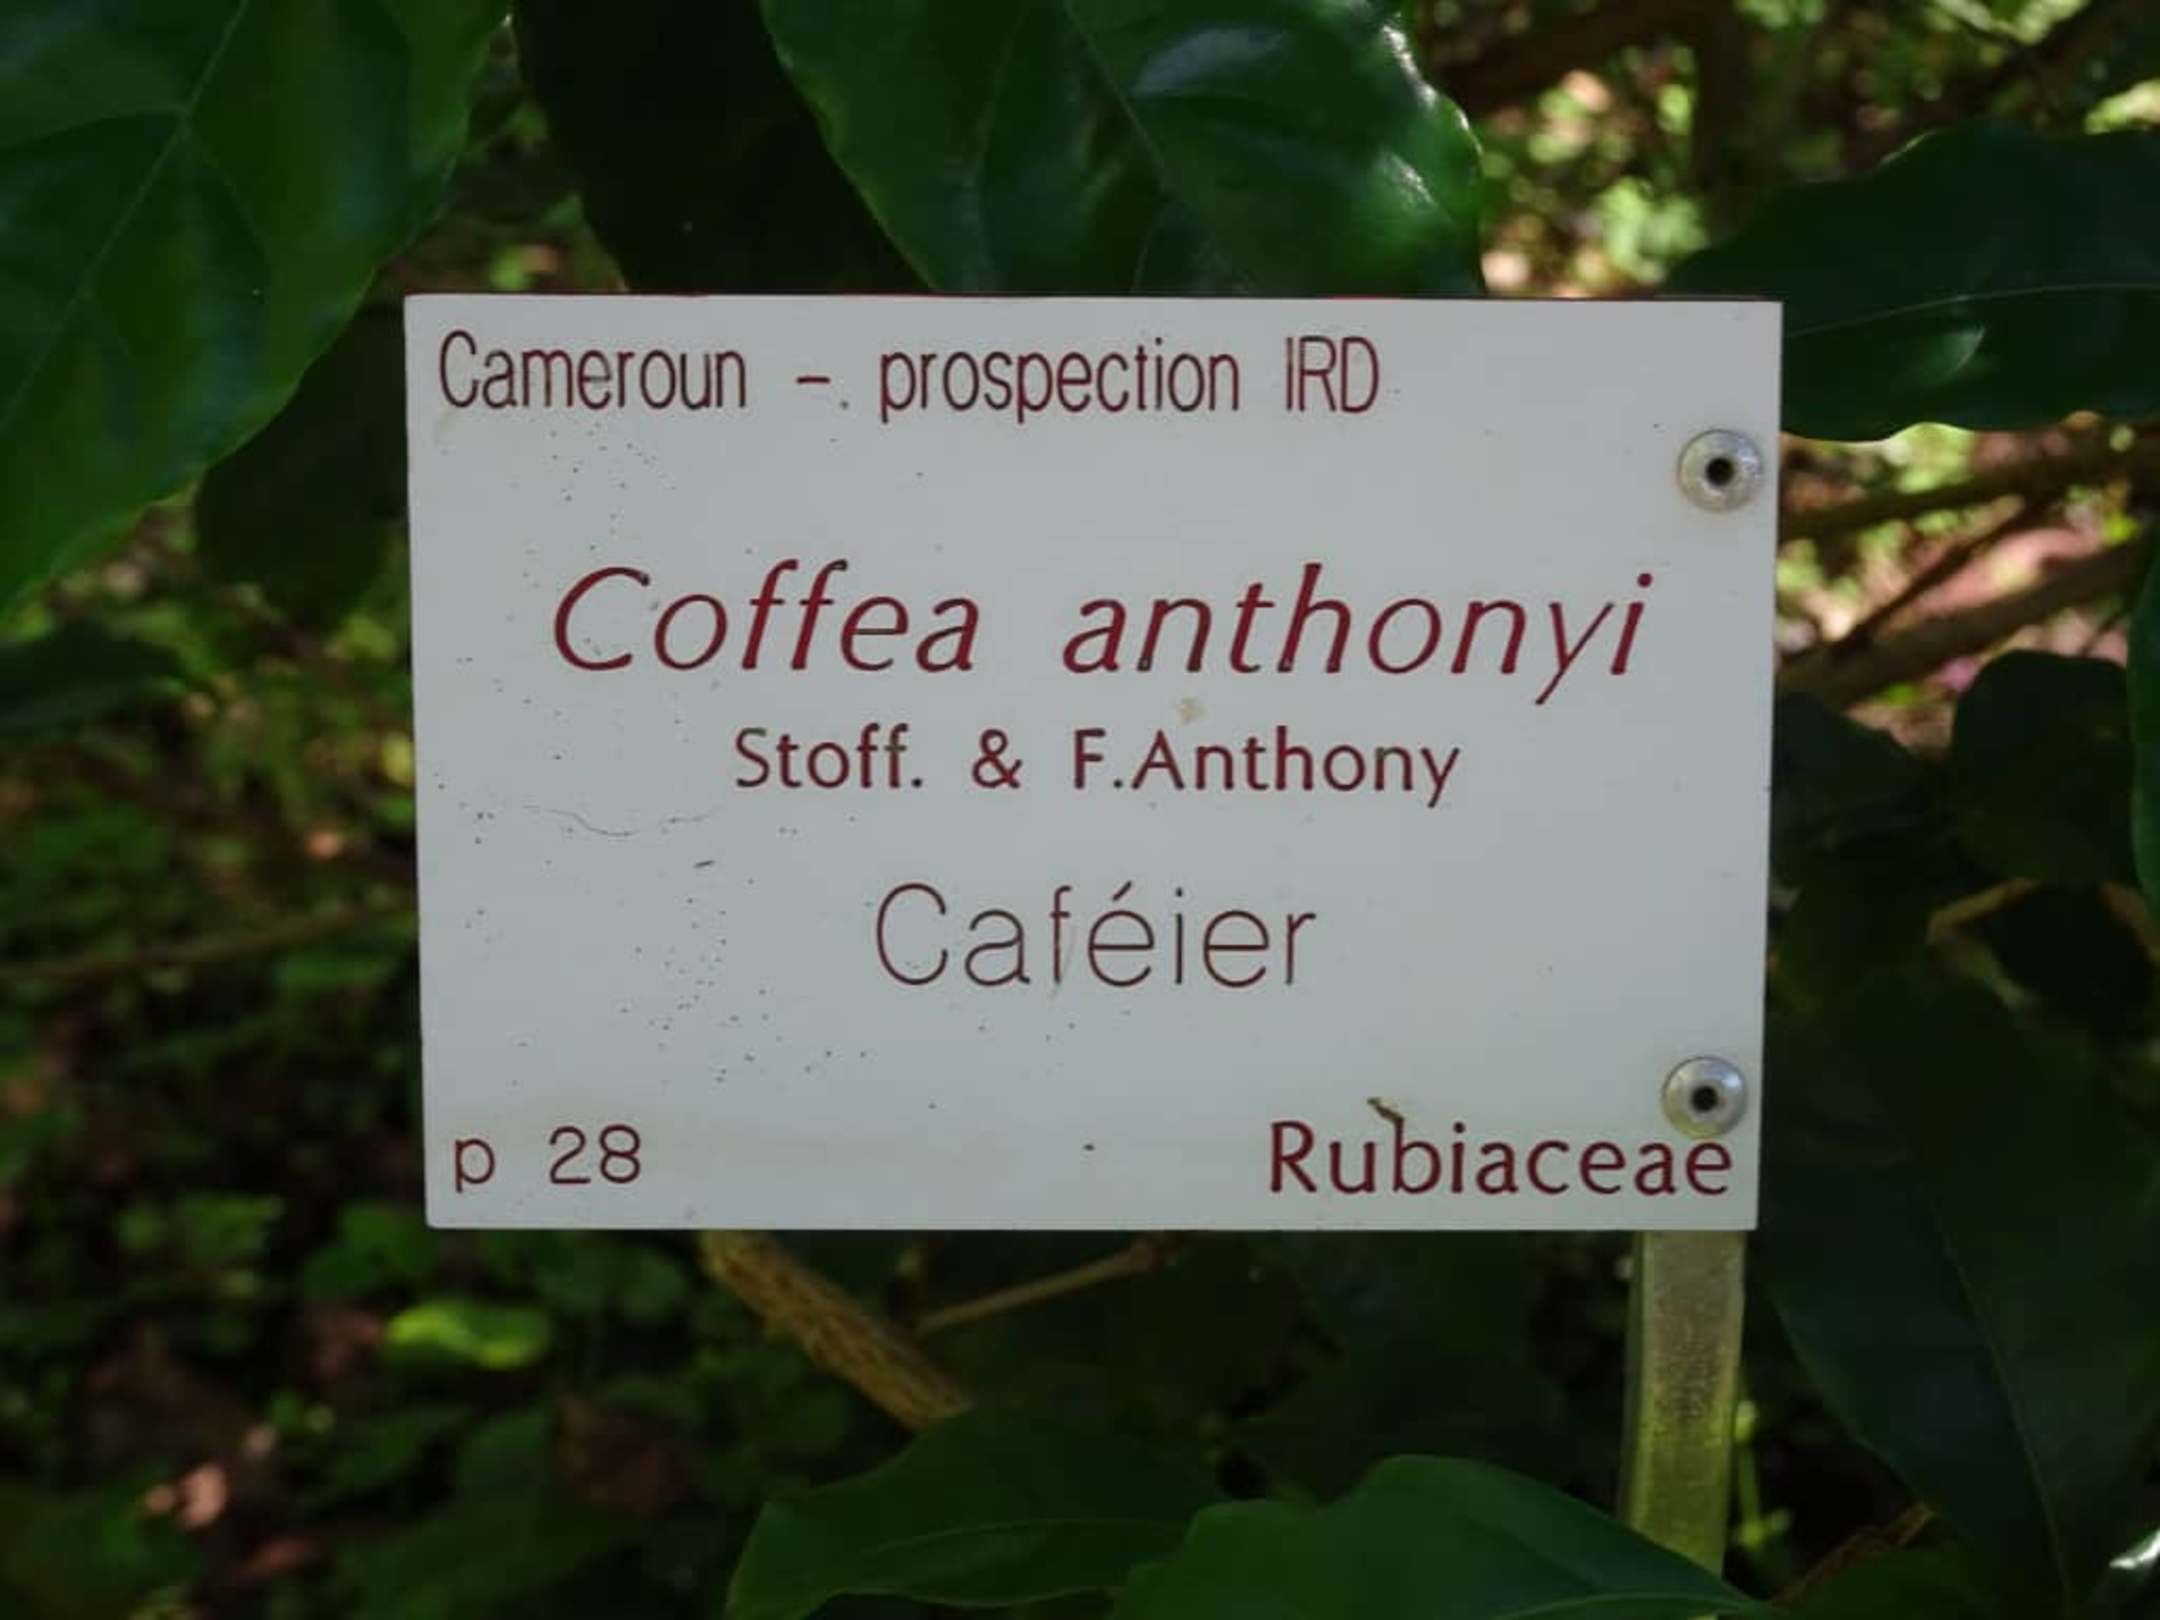 Cameroun - prospection IRD
Coffea anthonyi
Stoff. & F.Anthony
Caféier
p 28 Rubiaceae